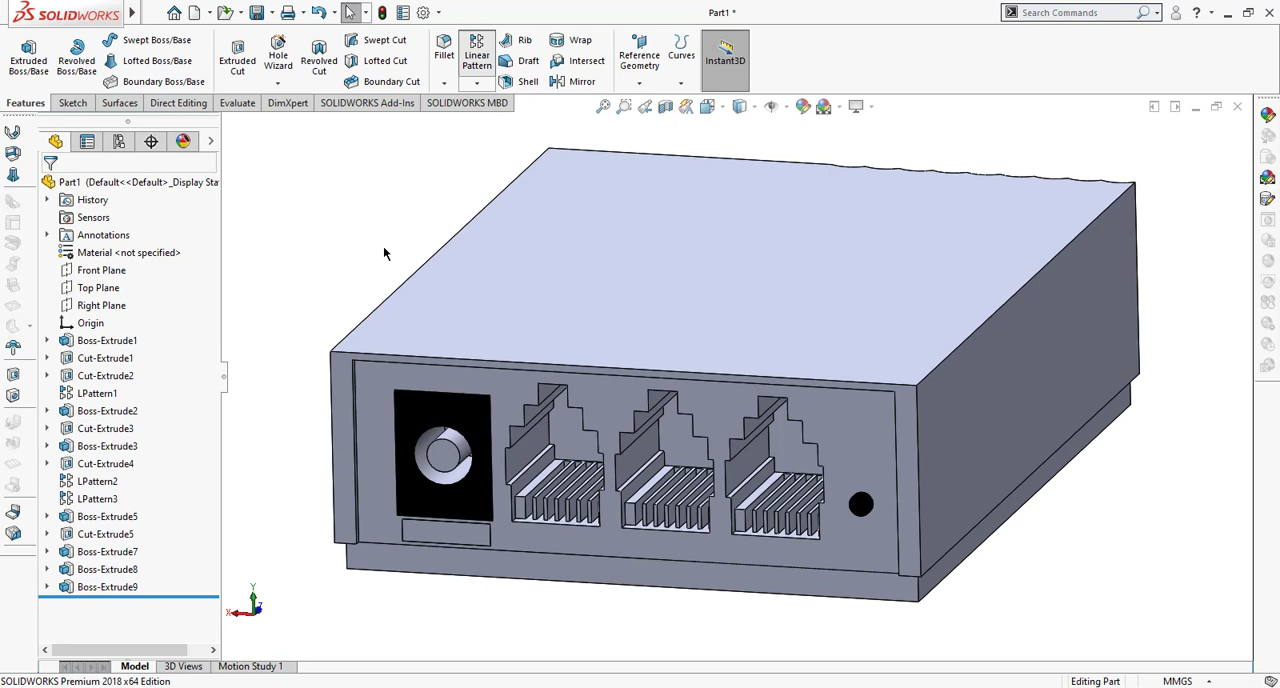 SOLIDWORKS
Part1 *
Search Commands
?
Extruded Boss/Base
Revolved Boss/Base
Swept Boss/Base
Lofted Boss/Base
Boundary Boss/Base
Extruded Cut
Hole Wizard
Revolved Cut
Swept Cut
Lofted Cut
Boundary Cut
Fillet
Linear Pattern
Rib
Draft
Shell
Wrap
Intersect
Mirror
Reference Geometry
Curves
Instant3D
Features
Sketch
Surfaces
Direct Editing
Evaluate
DimXpert
SOLIDWORKS Add-Ins
SOLIDWORKS MBD
Part1 (Default<<Default>_Display Sta
History
Sensors
Annotations
Material <not specified>
Front Plane
Top Plane
Right Plane
Origin
Boss-Extrude1
Cut-Extrude1
Cut-Extrude2
LPattern1
Boss-Extrude2
Cut-Extrude3
Boss-Extrude3
Cut-Extrude4
LPattern2
LPattern3
Boss-Extrude5
Cut-Extrude5
Boss-Extrude7
Boss-Extrude8
Boss-Extrude9
Y
X
Z
Model
3D Views
Motion Study 1
SOLIDWORKS Premium 2018 x64 Edition
Editing Part
MMGS